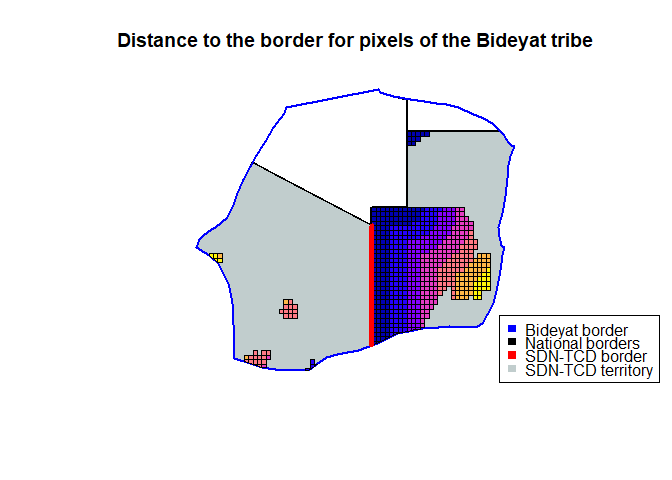 Distance to the border for pixels of the Bideyat tribe
Bideyat border
National borders
SDN-TCD border
SDN-TCD territory